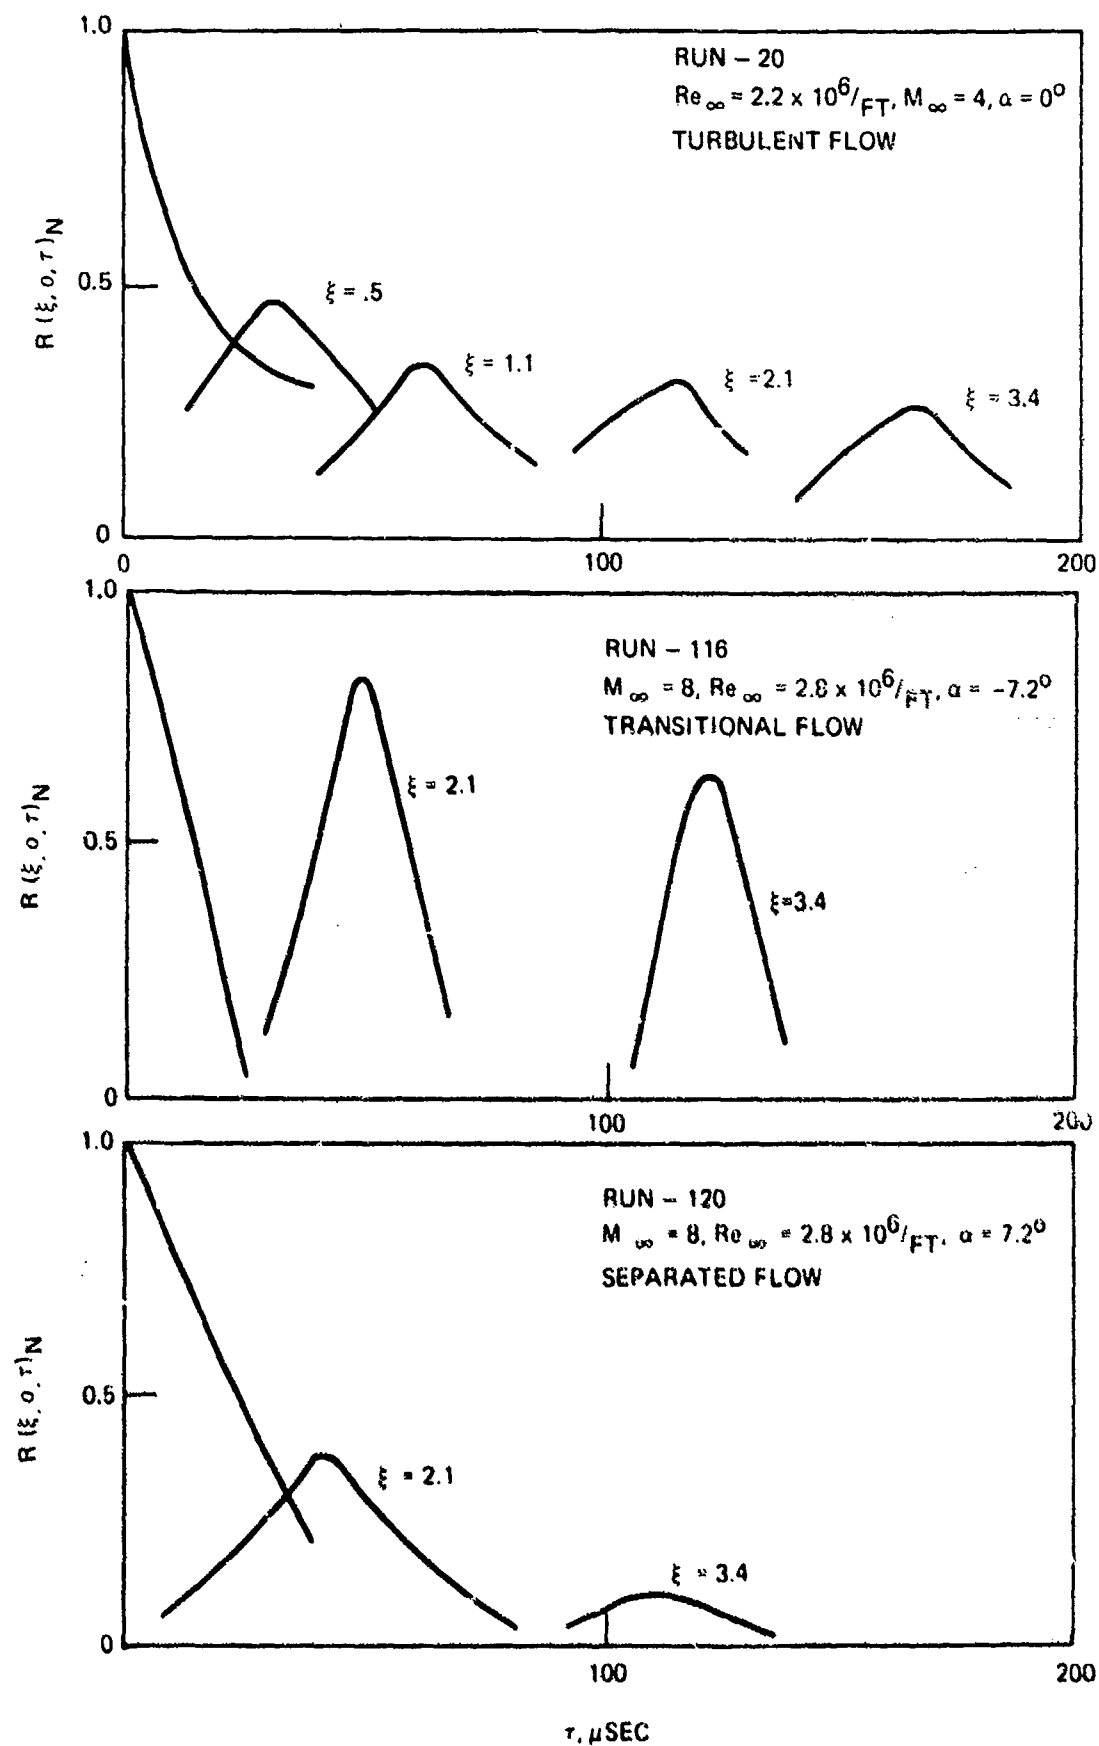 1.0
RUN – 20
Re∞ = 2.2 x 10⁶/FT, M∞ = 4, α = 0⁰
TURBULENT FLOW
R (ξ, o, τ)N
0.5
ξ = .5
ξ = 1.1
ξ = 2.1
ξ = 3.4
0
0
100
200
1.0
RUN – 116
M∞ = 8, Re∞ = 2.8 x 10⁶/FT, α = -7.2⁰
TRANSITIONAL FLOW
R (ξ, o, τ)N
0.5
ξ = 2.1
ξ=3.4
0
100
200
1.0
RUN – 120
M∞ = 8, Re∞ = 2.8 x 10⁶/FT, α = 7.2⁰
SEPARATED FLOW
R (ξ, o, τ)N
0.5
ξ = 2.1
ξ = 3.4
0
100
200
τ, μSEC